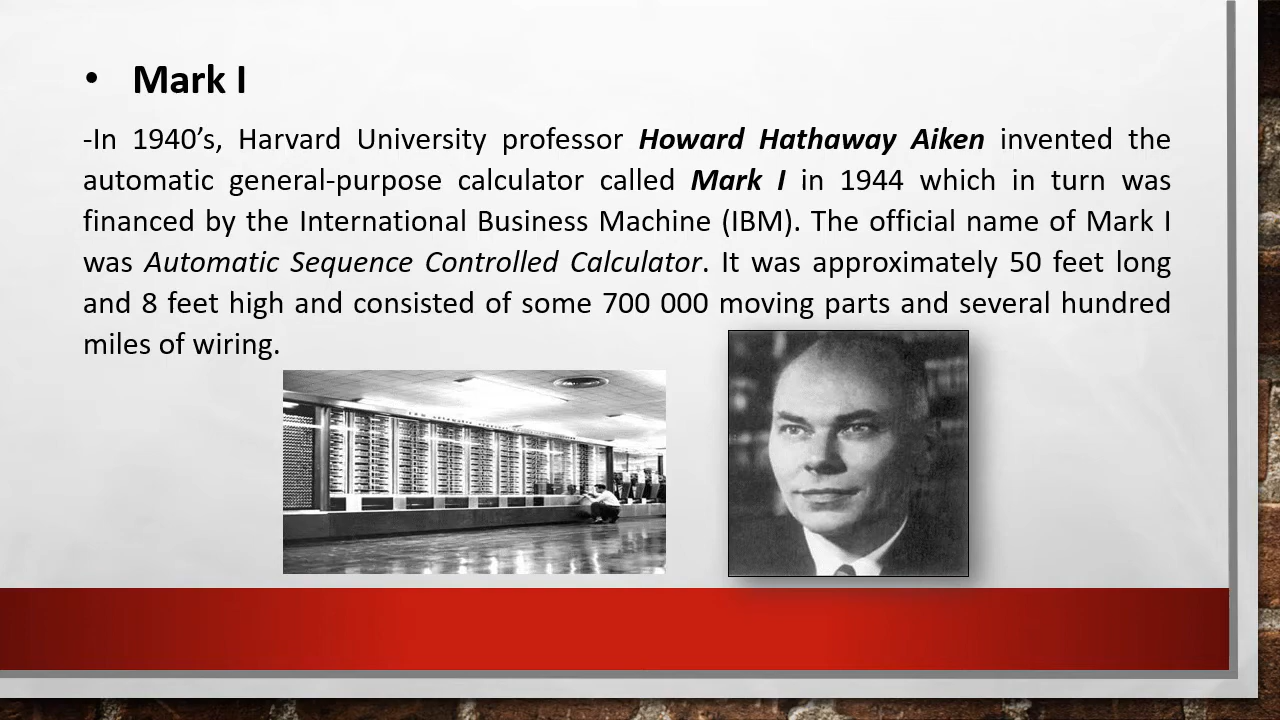 • Mark I
-In 1940’s, Harvard University professor Howard Hathaway Aiken invented the
automatic general-purpose calculator called Mark I in 1944 which in turn was
financed by the International Business Machine (IBM). The official name of Mark I
was Automatic Sequence Controlled Calculator. It was approximately 50 feet long
and 8 feet high and consisted of some 700 000 moving parts and several hundred
miles of wiring.